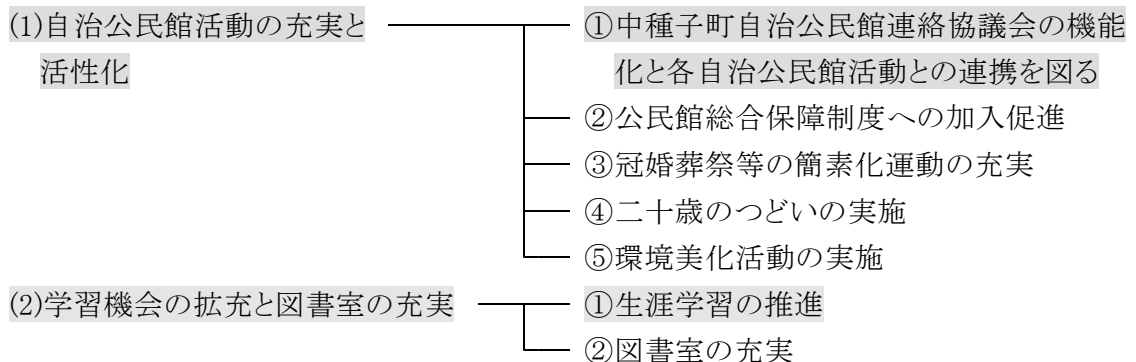 (1)自治公民館活動の充実と
活性化
①中種子町自治公民館連絡協議会の機能
化と各自治公民館活動との連携を図る
②公民館総合保障制度への加入促進
③冠婚葬祭等の簡素化運動の充実
④二十歳のつどいの実施
⑤環境美化活動の実施
(2)学習機会の拡充と図書室の充実
①生涯学習の推進
②図書室の充実